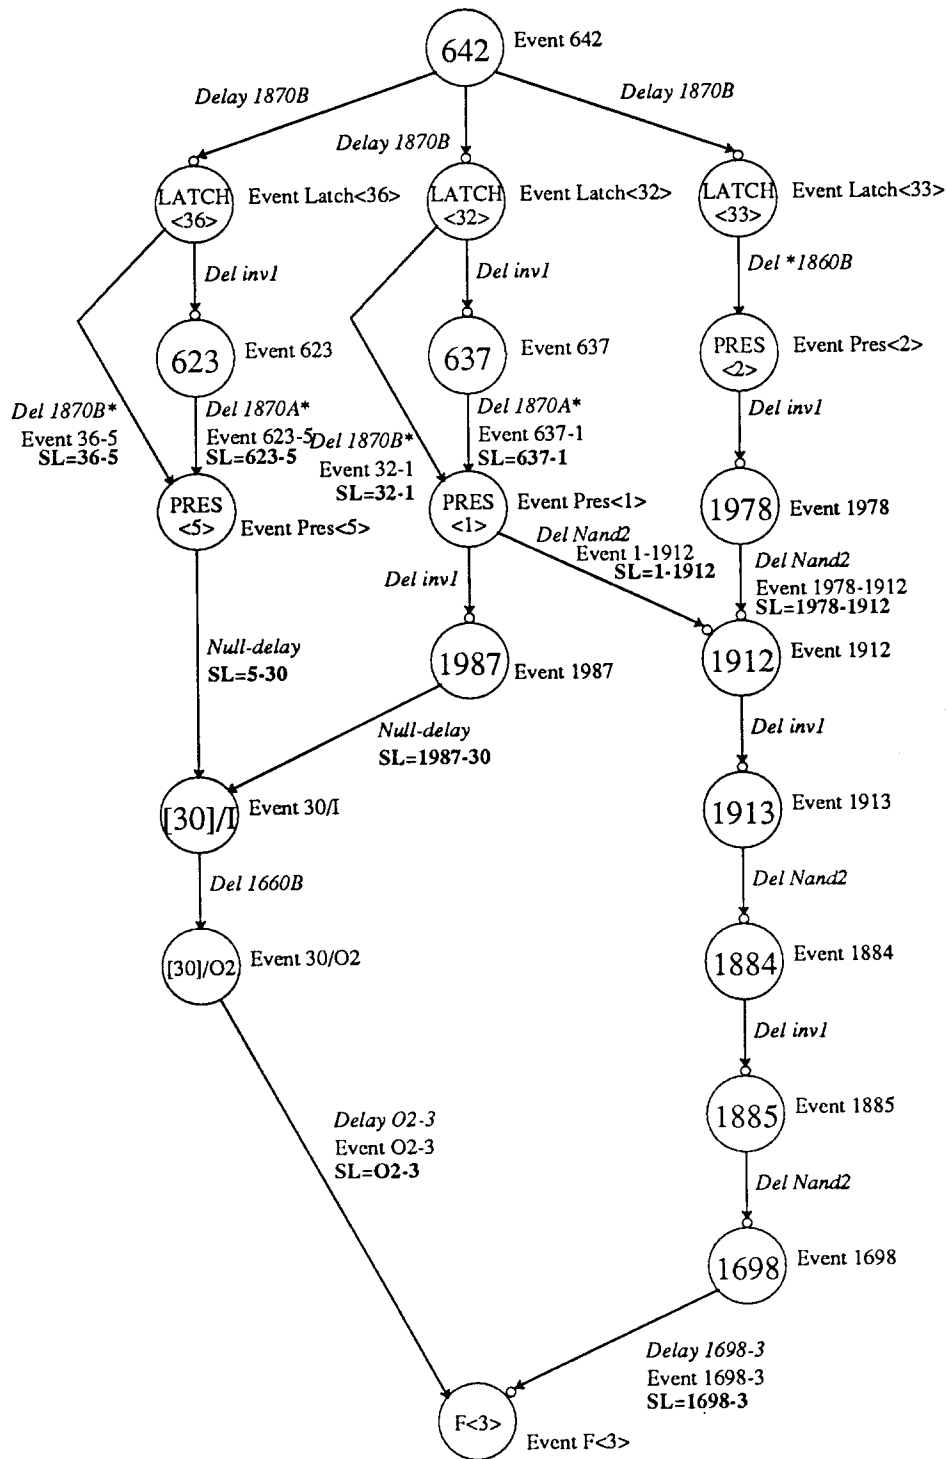 642
Event 642
Delay 1870B
Delay 1870B
Delay 1870B
LATCH
<36>
Event Latch<36>
LATCH
<32>
Event Latch<32>
LATCH
<33>
Event Latch<33>
Del inv1
Del inv1
Del *1860B
623
Event 623
637
Event 637
PRES
<2>
Event Pres<2>
Del 1870B*
Event 36-5
SL=36-5
Del 1870A*
Event 623-5
SL=623-5
Del 1870B*
Event 32-1
SL=32-1
Del 1870A*
Event 637-1
SL=637-1
Del inv1
PRES
<5>
Event Pres<5>
PRES
<1>
Event Pres<1>
1978
Event 1978
Del Nand2
Event 1-1912
SL=1-1912
Del Nand2
Event 1978-1912
SL=1978-1912
Del inv1
Null-delay
SL=5-30
1987
Event 1987
1912
Event 1912
Null-delay
SL=1987-30
Del inv1
[30]/I
Event 30/I
1913
Event 1913
Del 1660B
Del Nand2
[30]/O2
Event 30/O2
1884
Event 1884
Del inv1
1885
Event 1885
Delay O2-3
Event O2-3
SL=O2-3
Del Nand2
1698
Event 1698
Delay 1698-3
Event 1698-3
SL=1698-3
F<3>
Event F<3>